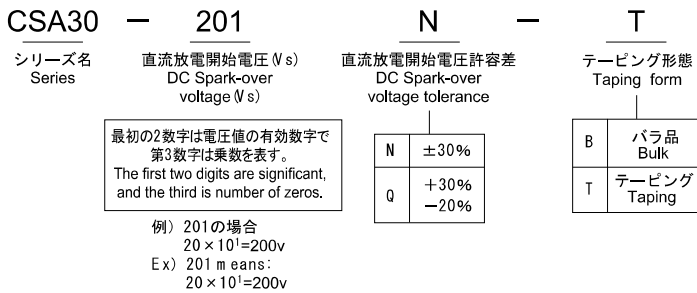 CSA30 - 201 N - T
シリーズ名
Series
直流放電開始電圧(Vs)
DC Spark-over
voltage(Vs)
直流放電開始電圧許容差
DC Spark-over
voltage tolerance
テーピング形態
Taping form
最初の2数字は電圧値の有効数字で
第3数字は乗数を表す。
The first two digits are significant,
and the third is number of zeros.
例) 201の場合
20×10¹=200v
Ex) 201 means:
20×10¹=200v
N ±30%
Q +30%
−20%
B バラ品
Bulk
T テーピング
Taping